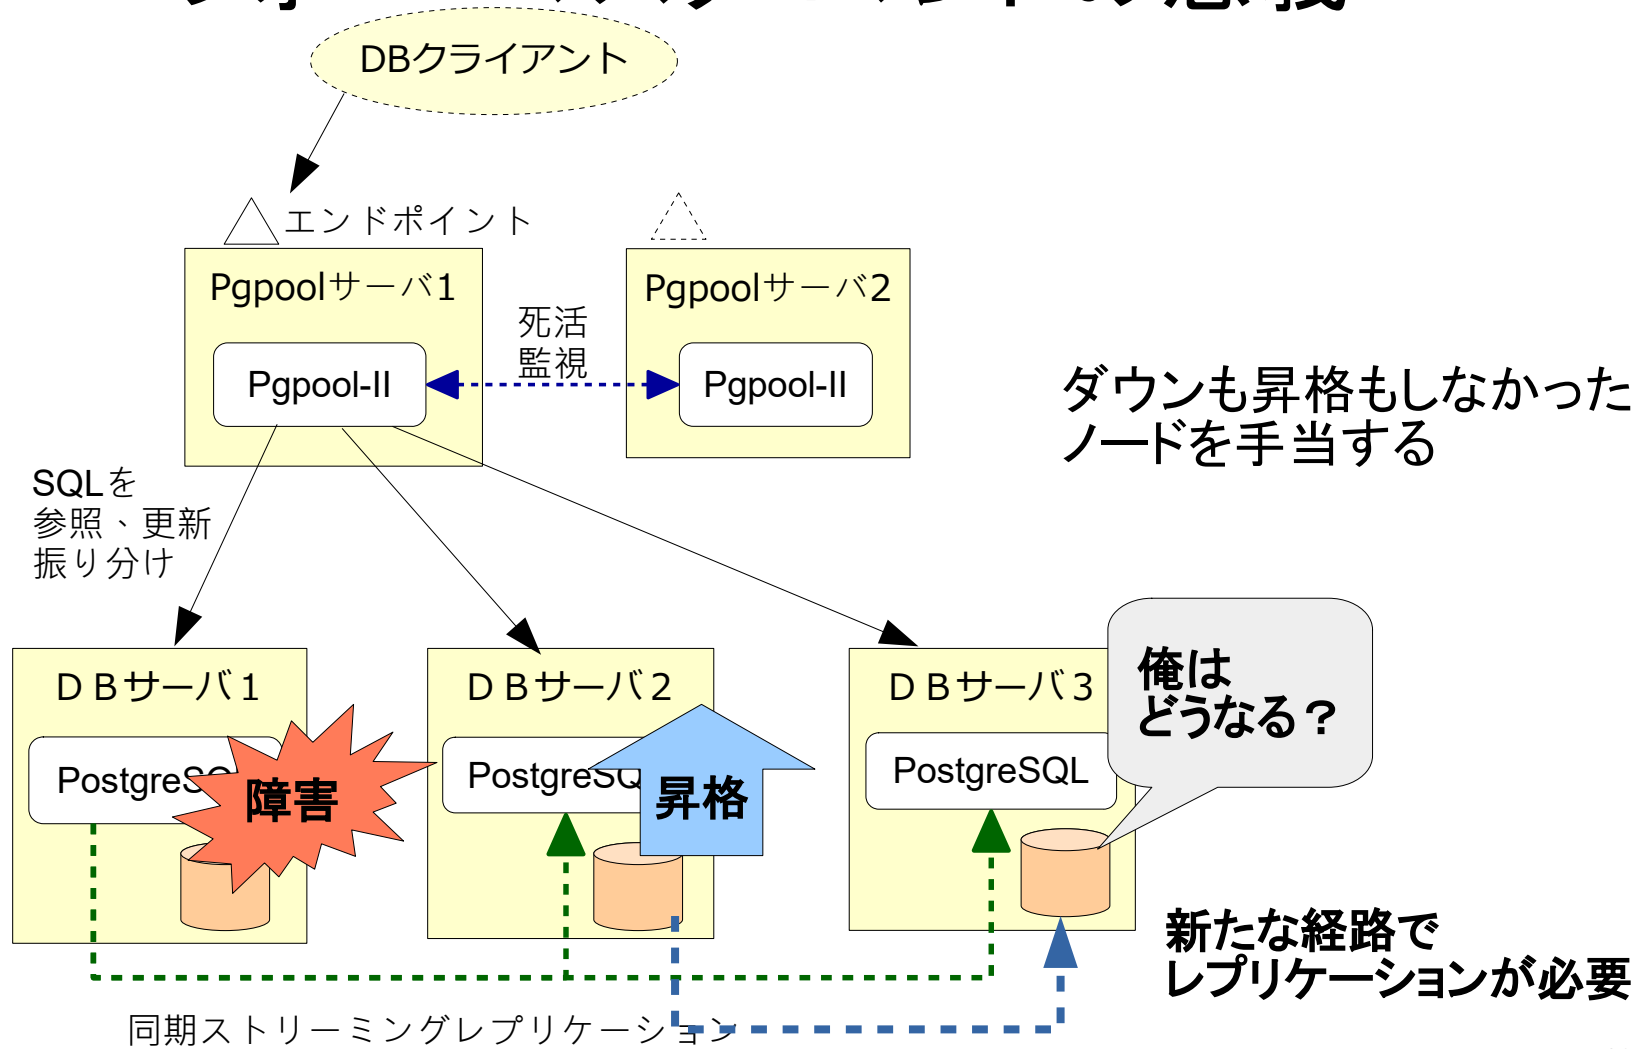 DBクライアント
エンドポイント
Pgpoolサーバ1
Pgpoolサーバ2
死活
監視
Pgpool-II
Pgpool-II
ダウンも昇格もしなかった
ノードを手当する
SQLを
参照、更新
振り分け
ＤＢサーバ１
ＤＢサーバ２
ＤＢサーバ３
俺は
どうなる？
PostgreSQL
障害
昇格
PostgreSQL
新たな経路で
レプリケーションが必要
同期ストリーミングレプリケーション